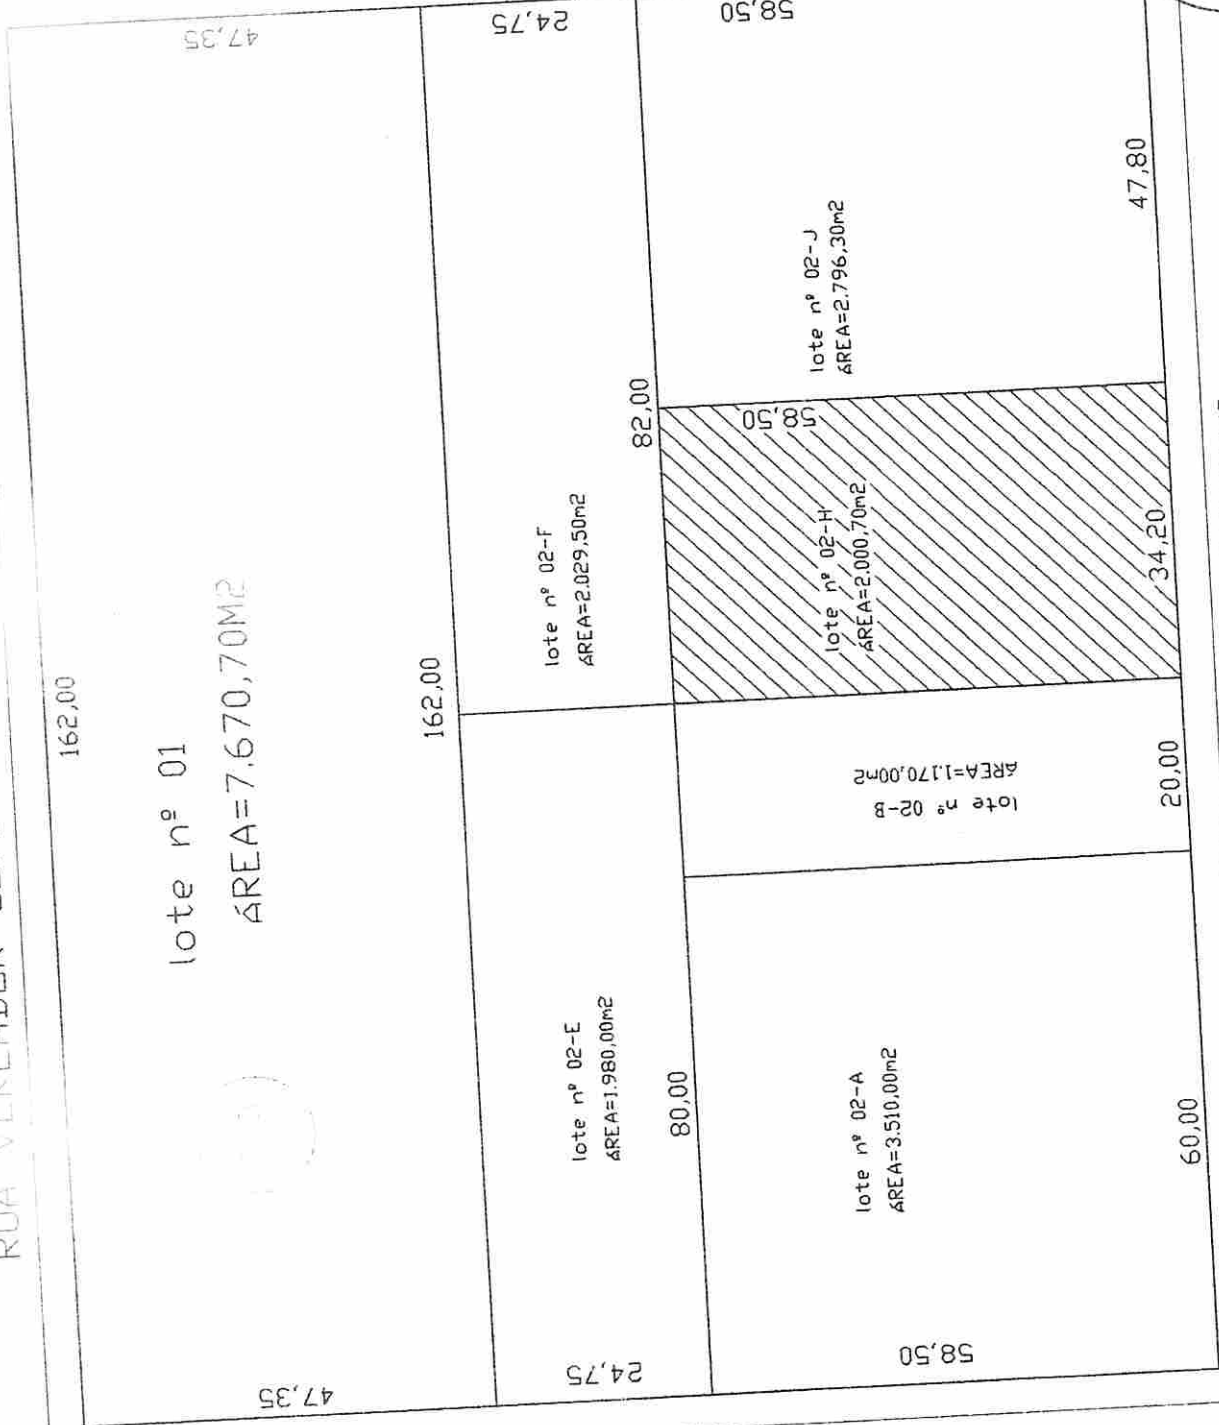 RUA VEREADOR
162,00
47,35
47,35
lote nº 01
ÁREA=7.670,70M2
162,00
24,75
24,75
lote nº 02-E
ÁREA=1.980,00m2
80,00
lote nº 02-F
ÁREA=2.029,50m2
82,00
58,50
lote nº 02-A
ÁREA=3.510,00m2
60,00
lote nº 02-B
ÁREA=1.170,00m2
20,00
58,50
lote nº 02-H
ÁREA=2.000,70m2
34,20
58,50
lote nº 02-J
ÁREA=2.796,30m2
47,80